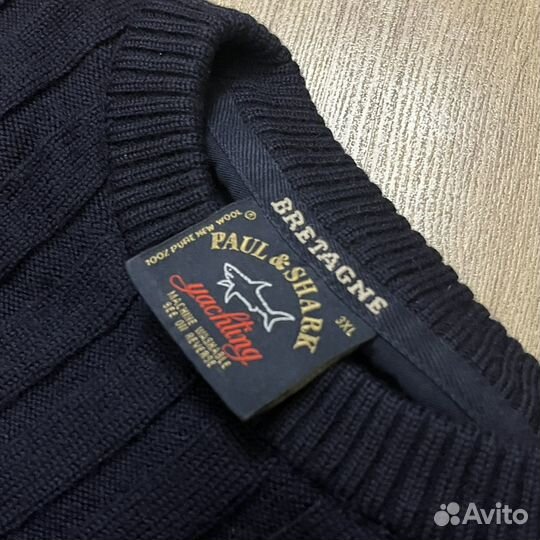 BRETAGNE
100% PURE NEW WOOL
PAUL & SHARK
yachting
3XL
MACHINE WASHABLE
SEE ON REVERSE
Avito